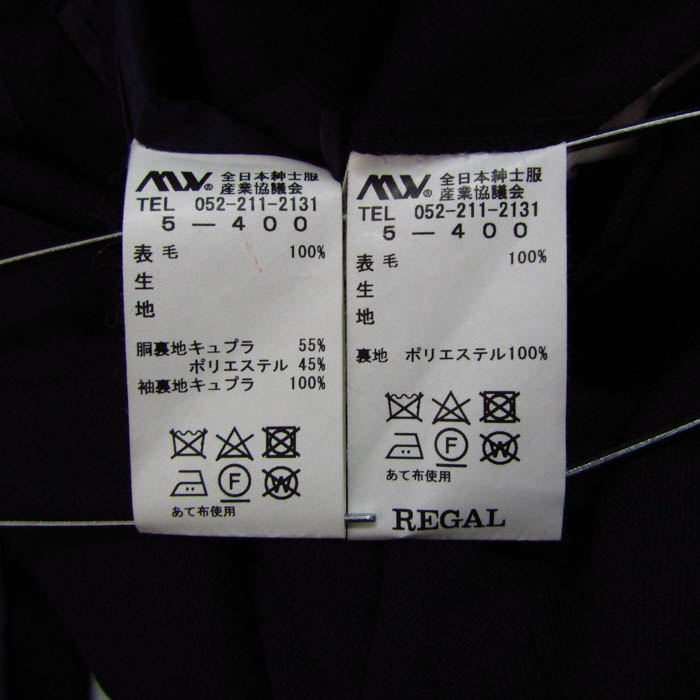 MW® 全日本紳士服
産業協議会
TEL 052-211-2131
5-400
表 毛 100%
生
地
胴裏地キュプラ 55%
ポリエステル 45%
袖裏地キュプラ 100%
F W
あて布使用
MW® 全日本紳士服
産業協議会
TEL 052-211-2131
5-400
表 毛 100%
生
地
裏地 ポリエステル100%
F W
あて布使用
REGAL